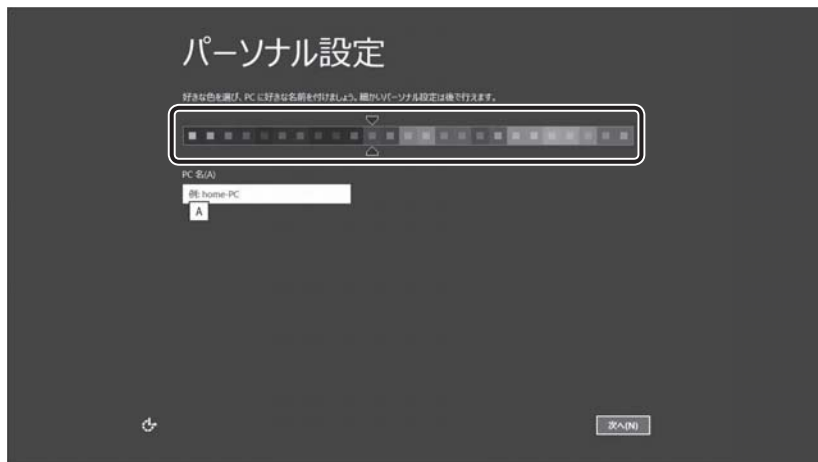 パーソナル設定
好きな色を選び、PC に好きな名前を付けましょう。細かいパーソナル設定は後で行えます。
PC 名(A)
例: home-PC
A
次へ(N)